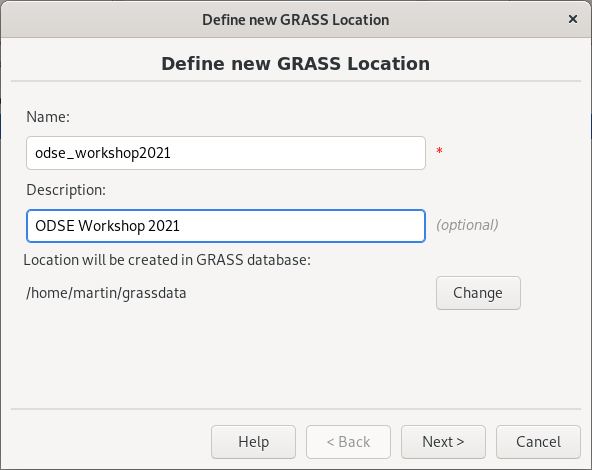 Define new GRASS Location
×
Define new GRASS Location
Name:
odse_workshop2021 *
Description:
ODSE Workshop 2021 (optional)
Location will be created in GRASS database:
/home/martin/grassdata Change
Help < Back Next > Cancel